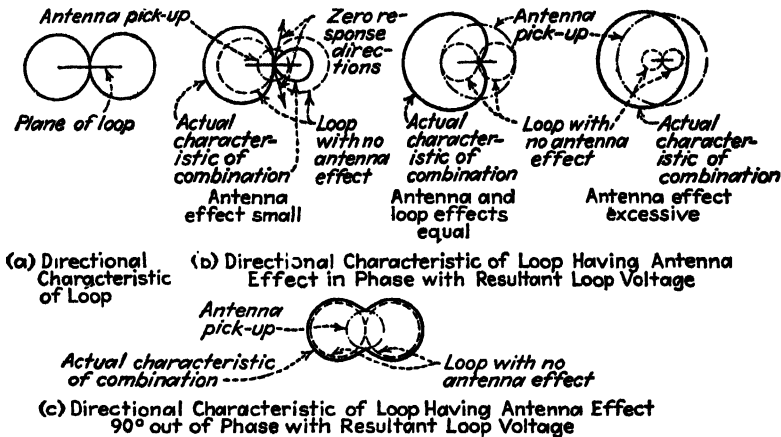 Antenna pick-up
Zero re-
sponse
direc-
tions
Antenna
pick-up
Plane of loop
Actual
character-
istic of
combination
Loop
with no
antenna
effect
Antenna
effect small
Actual
character-
istic of
combination
Loop with
no antenna
effect
Antenna and
loop effects
equal
Actual
character-
istic of
combination
Antenna effect
excessive
(a) Directional
Characteristic
of Loop
(b) Directional Characteristic of Loop Having Antenna
Effect in Phase with Resultant Loop Voltage
Antenna
pick-up
Actual characteristic
of combination
Loop with no
antenna effect
(c) Directional Characteristic of Loop Having Antenna Effect
90° out of Phase with Resultant Loop Voltage